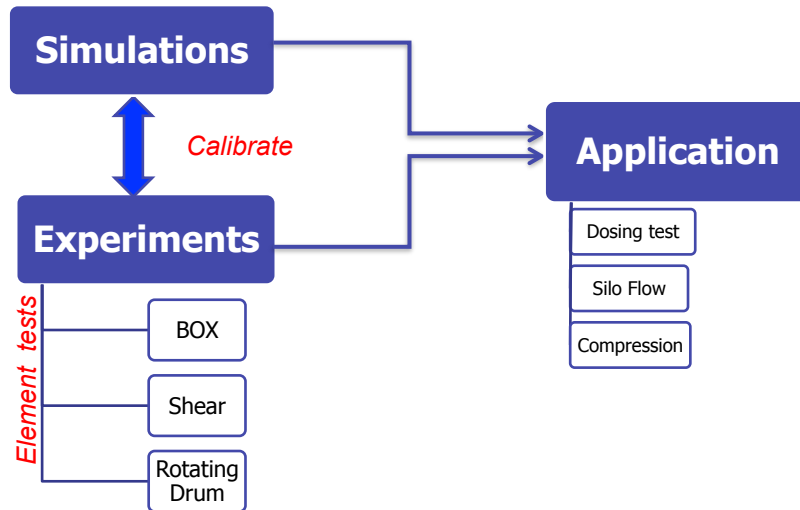 Simulations
Calibrate
Application
Experiments
Dosing test
Silo Flow
Compression
Element tests
BOX
Shear
Rotating
Drum